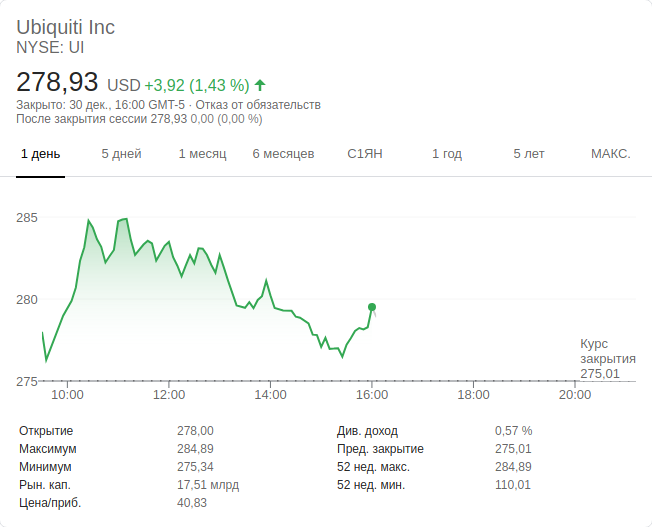 Ubiquiti Inc
NYSE: UI
278,93 USD +3,92 (1,43 %)
Закрыто: 30 дек., 16:00 GMT-5 · Отказ от обязательств
После закрытия сессии 278,93 0,00 (0,00 %)
1 день 5 дней 1 месяц 6 месяцев С1ЯН 1 год 5 лет МАКС.
285
280
275
Курс
закрытия
275,01
10:00 12:00 14:00 16:00 18:00 20:00
Открытие 278,00 Див. доход 0,57 %
Максимум 284,89 Пред. закрытие 275,01
Минимум 275,34 52 нед. макс. 284,89
Рын. кап. 17,51 млрд 52 нед. мин. 110,01
Цена/приб. 40,83